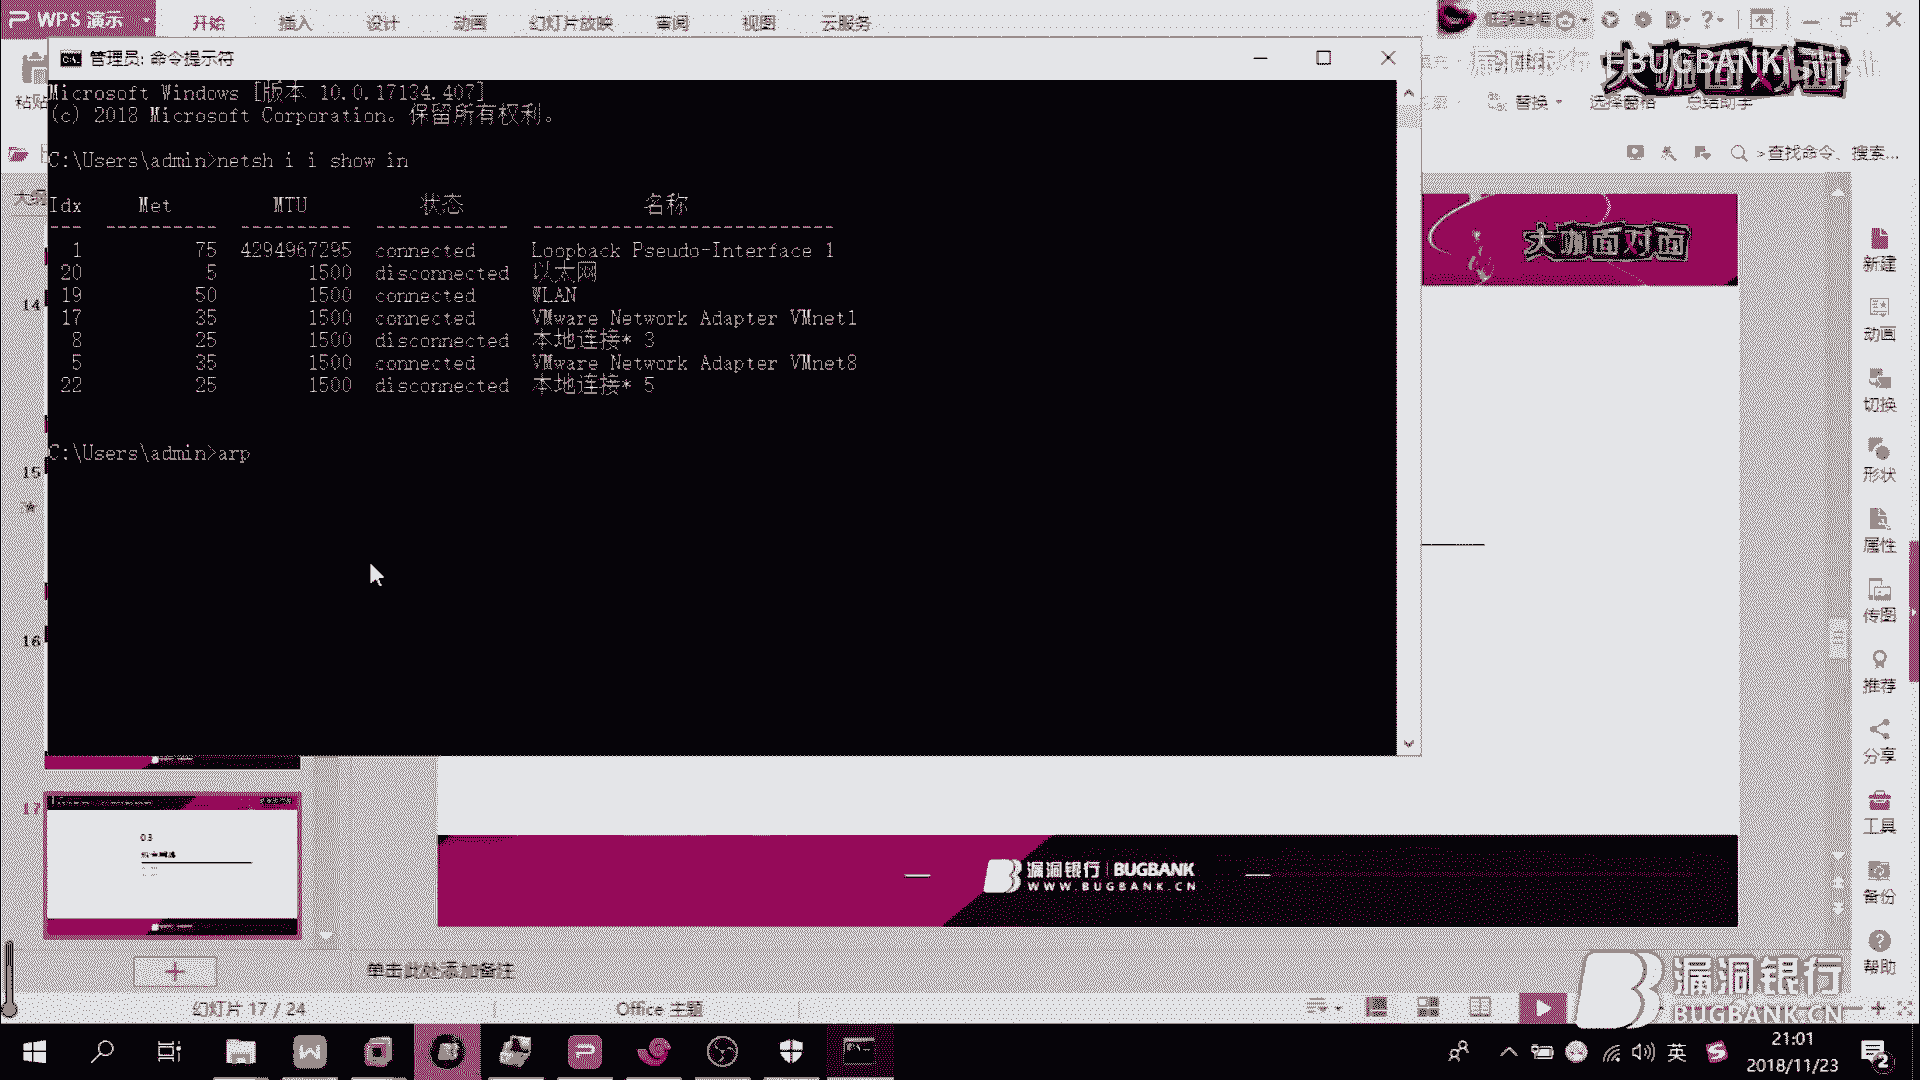 WPS 演示
开始 插入 设计 动画 幻灯片放映 审阅 视图 云服务
管理员: 命令提示符
BUGBANK
粘贴
替换 选择窗格 总结助手
查找命令、搜索...
Microsoft Windows [版本 10.0.17134.407]
(c) 2018 Microsoft Corporation。保留所有权利。
C:\Users\admin>netsh i i show in
Idx Met MTU 状态 名称
--- ---------- ---------- ------------ ---------------------------
1 75 4294967295 connected Loopback Pseudo-Interface 1
20 5 1500 disconnected 以太网
19 50 1500 connected WLAN
17 35 1500 connected VMware Network Adapter VMnet1
8 25 1500 disconnected 本地连接* 3
5 35 1500 connected VMware Network Adapter VMnet8
22 25 1500 disconnected 本地连接* 5
C:\Users\admin>arp
大咖面对面
大纲
14
15
16
17
03
新建
动画
切换
形状
属性
传图
推荐
分享
工具
备份
帮助
漏洞银行 | BUGBANK
WWW.BUGBANK.CN
单击此处添加备注
幻灯片 17 / 24
Office 主题
漏洞银行
BUGBANK.CN
英
21:01
2018/11/23
2